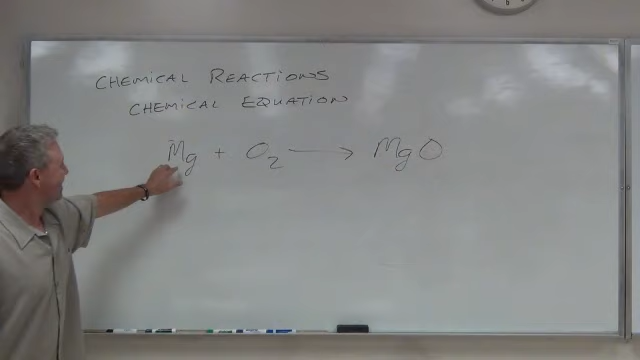 CHEMICAL REACTIONS
CHEMICAL EQUATION
Mg + O₂ → MgO